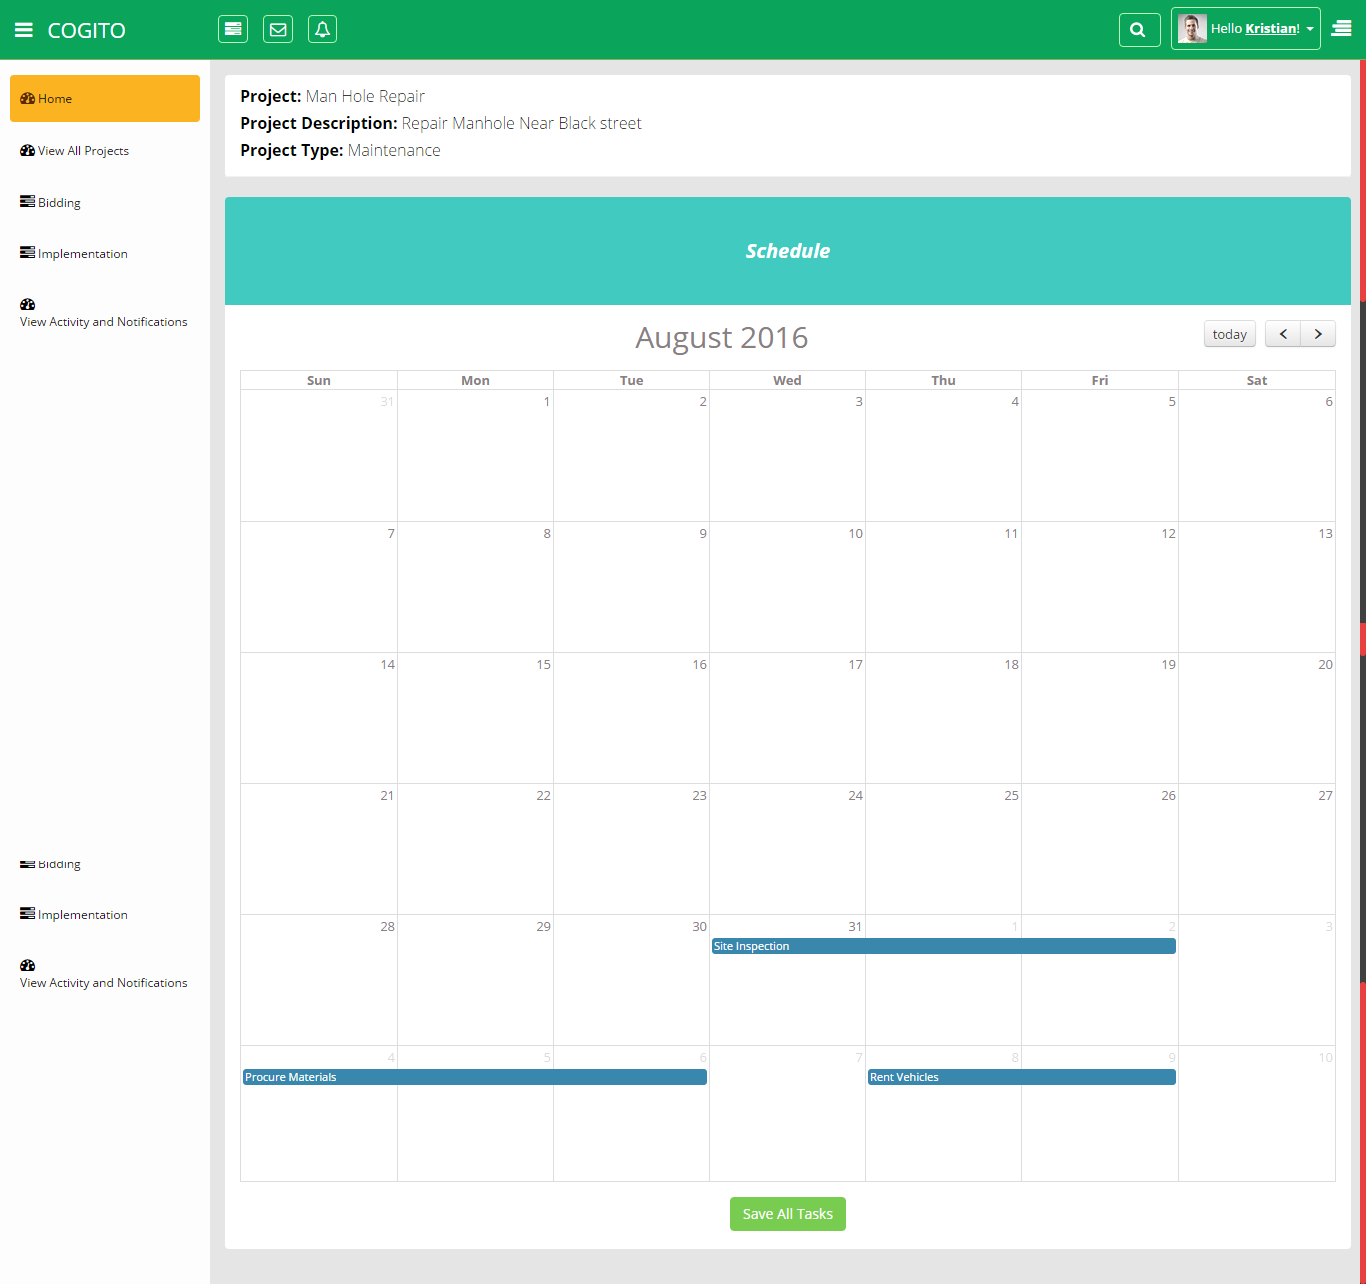 COGITO
Hello Kristian!
Home
View All Projects
Bidding
Implementation
View Activity and Notifications
Project: Man Hole Repair
Project Description: Repair Manhole Near Black street
Project Type: Maintenance
Schedule
August 2016
today
Sun Mon Tue Wed Thu Fri Sat
31 1 2 3 4 5 6
7 8 9 10 11 12 13
14 15 16 17 18 19 20
21 22 23 24 25 26 27
28 29 30 31 1 2 3
Site Inspection
4 5 6 7 8 9 10
Procure Materials Rent Vehicles
Save All Tasks
Bidding
Implementation
View Activity and Notifications